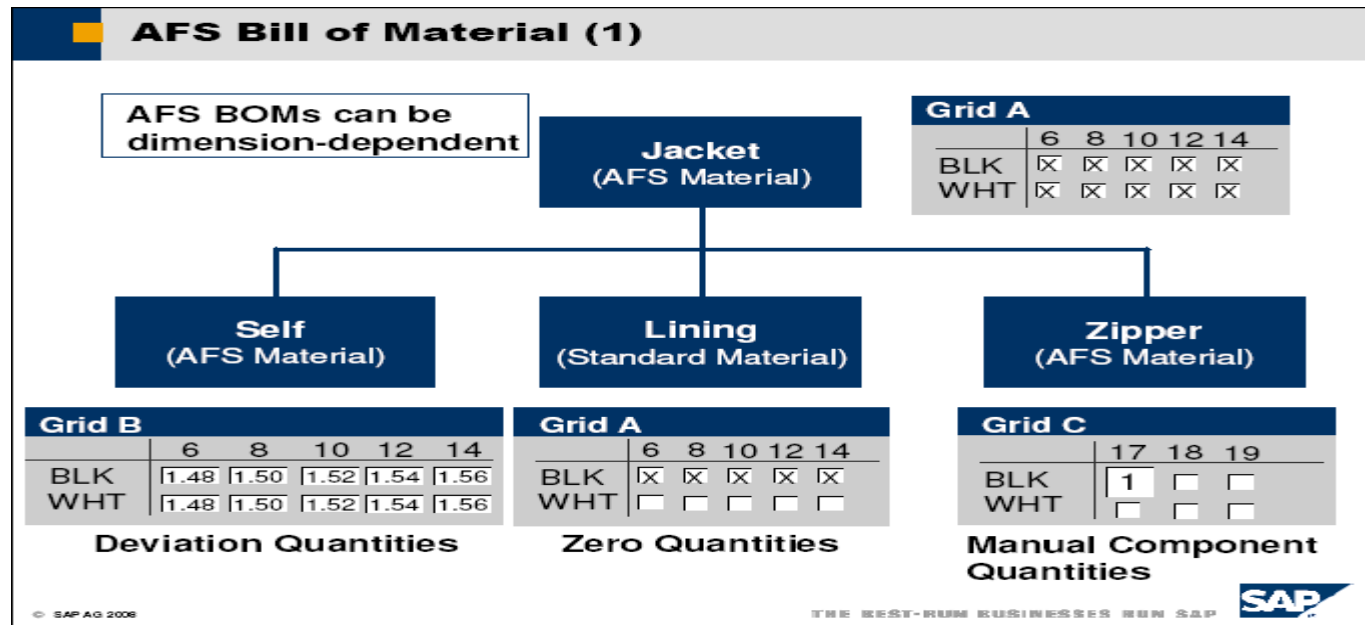 AFS Bill of Material (1)
AFS BOMs can be
dimension-dependent
Jacket
(AFS Material)
Grid A
6 8 10 12 14
BLK X X X X X
WHT X X X X X
Self
(AFS Material)
Lining
(Standard Material)
Zipper
(AFS Material)
Grid B
6 8 10 12 14
BLK 1.48 1.50 1.52 1.54 1.56
WHT 1.48 1.50 1.52 1.54 1.56
Deviation Quantities
Grid A
6 8 10 12 14
BLK X X X X X
WHT
Zero Quantities
Grid C
17 18 19
BLK 1
WHT
Manual Component
Quantities
© SAP AG 2006
THE BEST-RUN BUSINESSES RUN SAP
SAP